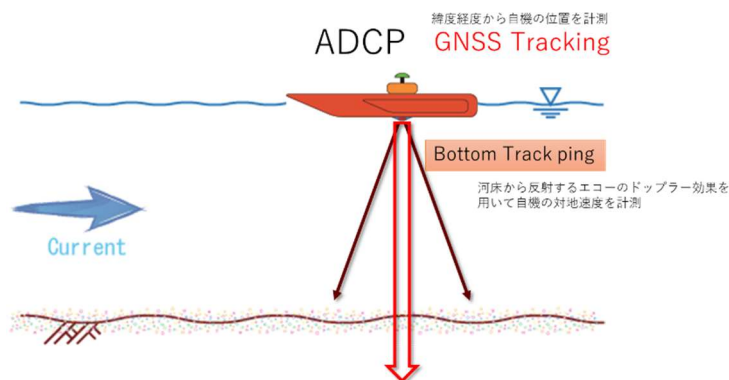 緯度経度から自機の位置を計測
ADCP GNSS Tracking
Bottom Track ping
河床から反射するエコーのドップラー効果を
用いて自機の対地速度を計測
Current